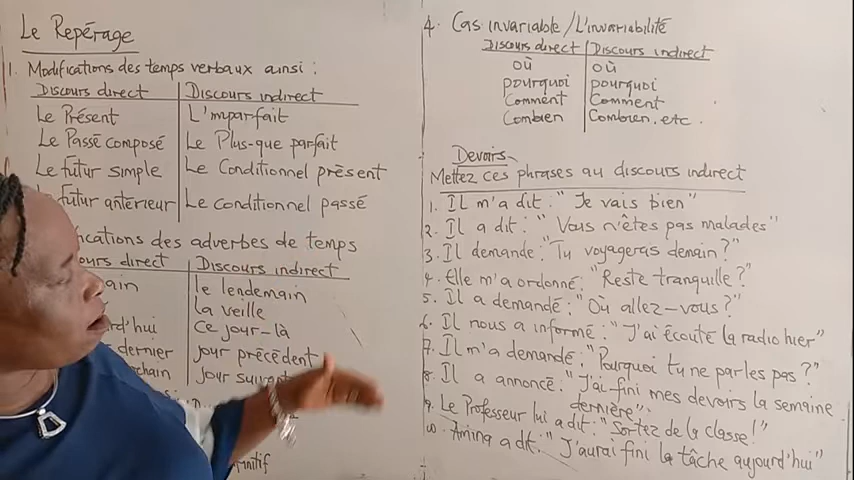 Le Repérage
1. Modifications des temps verbaux ainsi :
Discours direct | Discours indirect
Le Présent | L'imparfait
Le Passé composé | Le Plus-que parfait
Le futur simple | Le Conditionnel présent
futur antérieur | Le conditionnel passé
fications des adverbes de temps
ours direct | Discours indirect
ain | le lendemain
la veille
rd'hui | ce jour-là
dernier | jour précédent
chain | jour suivant
nitif
4. Cas invariable/L'invariabilité
Discours direct | Discours indirect
où | où
pourquoi | pourquoi
Comment | Comment
Combien | Combien. etc.
Devoirs
Mettez ces phrases au discours indirect
1. Il m'a dit : "Je vais bien"
2. Il a dit : "Vous n'êtes pas malades"
3. Il demande : "Tu voyageras demain ?"
4. Elle m'a ordonné : "Reste tranquille ?"
5. Il a demandé : "Où allez-vous ?"
6. Il nous a informé : "J'ai écouté la radio hier"
7. Il m'a demandé : "Pourquoi tu ne parles pas ?"
8. Il a annoncé : "J'ai fini mes devoirs la semaine
dernière".
9. Le Professeur lui a dit : "Sortez de la classe !"
10. Amina a dit : "J'aurai fini la tâche aujourd'hui"